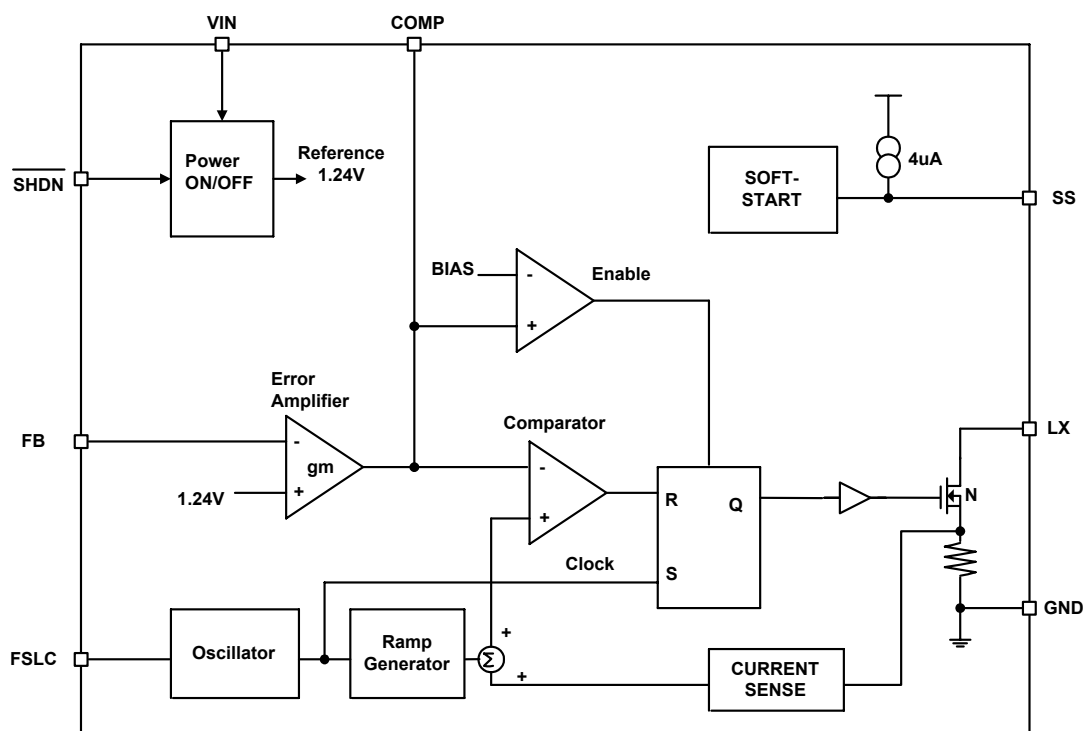 VIN
COMP
SHDN
Power
ON/OFF
Reference
1.24V
SOFT-
START
4uA
SS
BIAS
-
+
Enable
Error
Amplifier
FB
-
gm
+
1.24V
Comparator
-
+
R
Q
S
Clock
LX
N
GND
FSLC
Oscillator
Ramp
Generator
+
Σ
+
CURRENT
SENSE